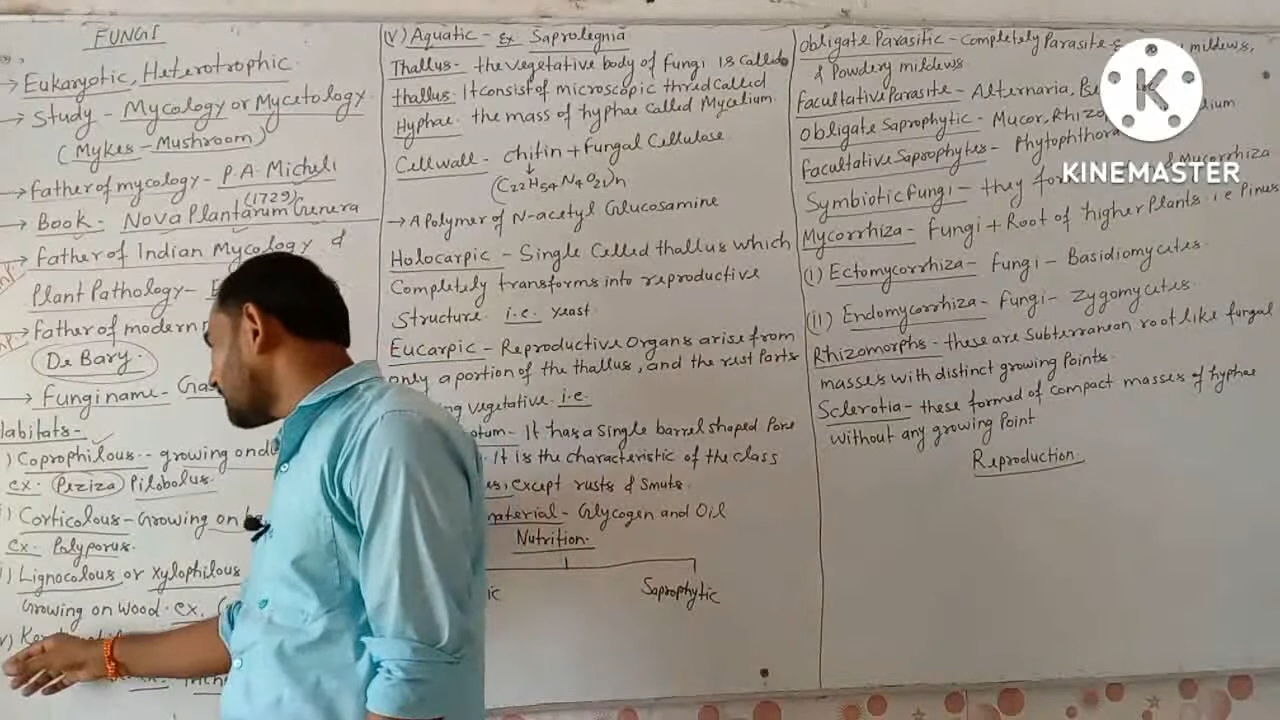 FUNGI
→ Eukaryotic, Heterotrophic
→ Study - Mycology or Mycetology
(Mykes - Mushroom)
→ Father of mycology - P.A. Micheli
(1729)
→ Book - Nova Plantarum Genera
→ Father of Indian Mycology &
Plant Pathology -
→ Father of modern
De Bary
→ Fungi name -
Habitats -
Coprophilous - growing on
ex. Peziza Pilobolus
Corticolous - Growing on
ex. Polyporus.
Lignocolous or xylophilous
Growing on wood. ex.
(V) Aquatic - ex Saprolegnia
Thallus - the vegetative body of fungi is called
thallus. It consist of microscopic thred called
Hyphae. the mass of hyphae called Mycelium.
Cell wall - chitin + fungal Cellulose
(C22H54N4O21)n
→ A Polymer of N-acetyl Glucosamine
Holocarpic - Single Celled thallus which
Completely transforms into reproductive
Structure. i.e. yeast
Eucarpic - Reproductive Organs arise from
only a portion of the thallus, and the rest Parts
vegetative. i.e.
It has a single barrel shaped Pore
It is the characteristic of the class
except rusts & Smuts.
material - Glycogen and Oil
Nutrition.
Saprophytic
Obligate Parasitic - Completely Parasite mildews,
& Powdery mildews
Facultative Parasite - Alternaria,
Obligate Saprophytic - Mucor,
Facultative Saprophytes - Phytophthora
Symbiotic Fungi - they Mycorrhiza
Mycorrhiza - Fungi + Root of higher Plants i.e Pinus
(i) Ectomycorrhiza - Fungi - Basidiomycetes
(ii) Endomycorrhiza - Fungi - Zygomycetes
Rhizomorphs - these are Subterranean root like fungal
masses with distinct growing Points.
Sclerotia - these formed of compact masses of hyphae
without any growing Point
Reproduction.
K
KINEMASTER